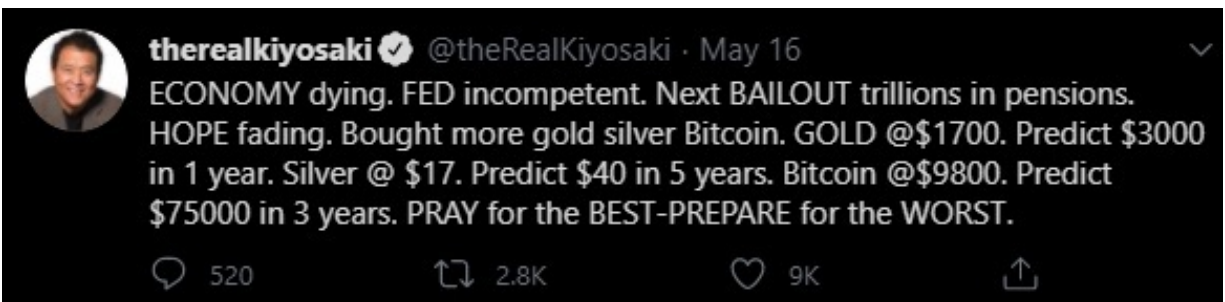 therealkiyosaki @theRealKiyosaki · May 16
ECONOMY dying. FED incompetent. Next BAILOUT trillions in pensions.
HOPE fading. Bought more gold silver Bitcoin. GOLD @$1700. Predict $3000
in 1 year. Silver @ $17. Predict $40 in 5 years. Bitcoin @$9800. Predict
$75000 in 3 years. PRAY for the BEST-PREPARE for the WORST.
520 2.8K 9K